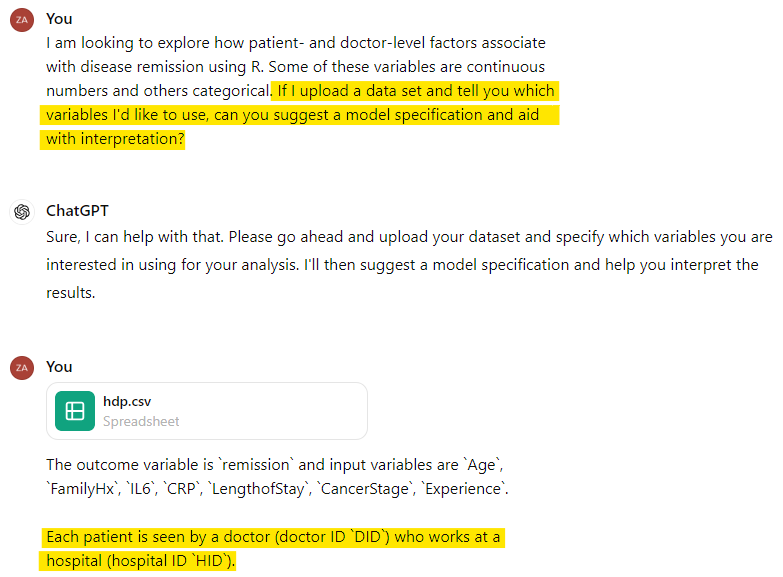 ZA
You
I am looking to explore how patient- and doctor-level factors associate
with disease remission using R. Some of these variables are continuous
numbers and others categorical. If I upload a data set and tell you which
variables I'd like to use, can you suggest a model specification and aid
with interpretation?
ChatGPT
Sure, I can help with that. Please go ahead and upload your dataset and specify which variables you are
interested in using for your analysis. I'll then suggest a model specification and help you interpret the
results.
ZA
You
hdp.csv
Spreadsheet
The outcome variable is `remission` and input variables are `Age`,
`FamilyHx`, `IL6`, `CRP`, `LengthofStay`, `CancerStage`, `Experience`.
Each patient is seen by a doctor (doctor ID `DID`) who works at a
hospital (hospital ID `HID`).